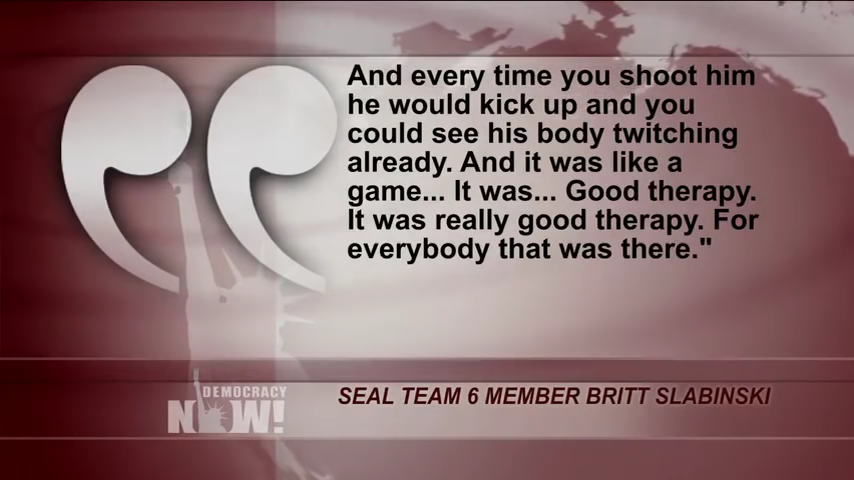 And every time you shoot him
he would kick up and you
could see his body twitching
already. And it was like a
game... It was... Good therapy.
It was really good therapy. For
everybody that was there."
DEMOCRACY
NOW!
SEAL TEAM 6 MEMBER BRITT SLABINSKI